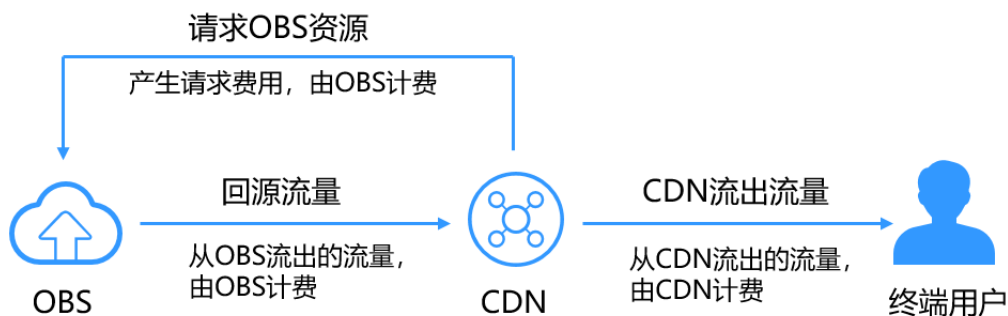 请求OBS资源
产生请求费用，由OBS计费
回源流量
从OBS流出的流量，
由OBS计费
CDN流出流量
从CDN流出的流量，
由CDN计费
OBS
CDN
终端用户